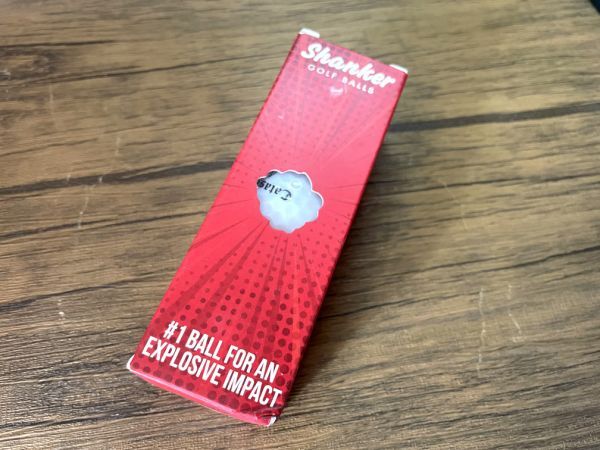 Shanker
GOLF BALLS
#1 BALL FOR AN
EXPLOSIVE IMPACT